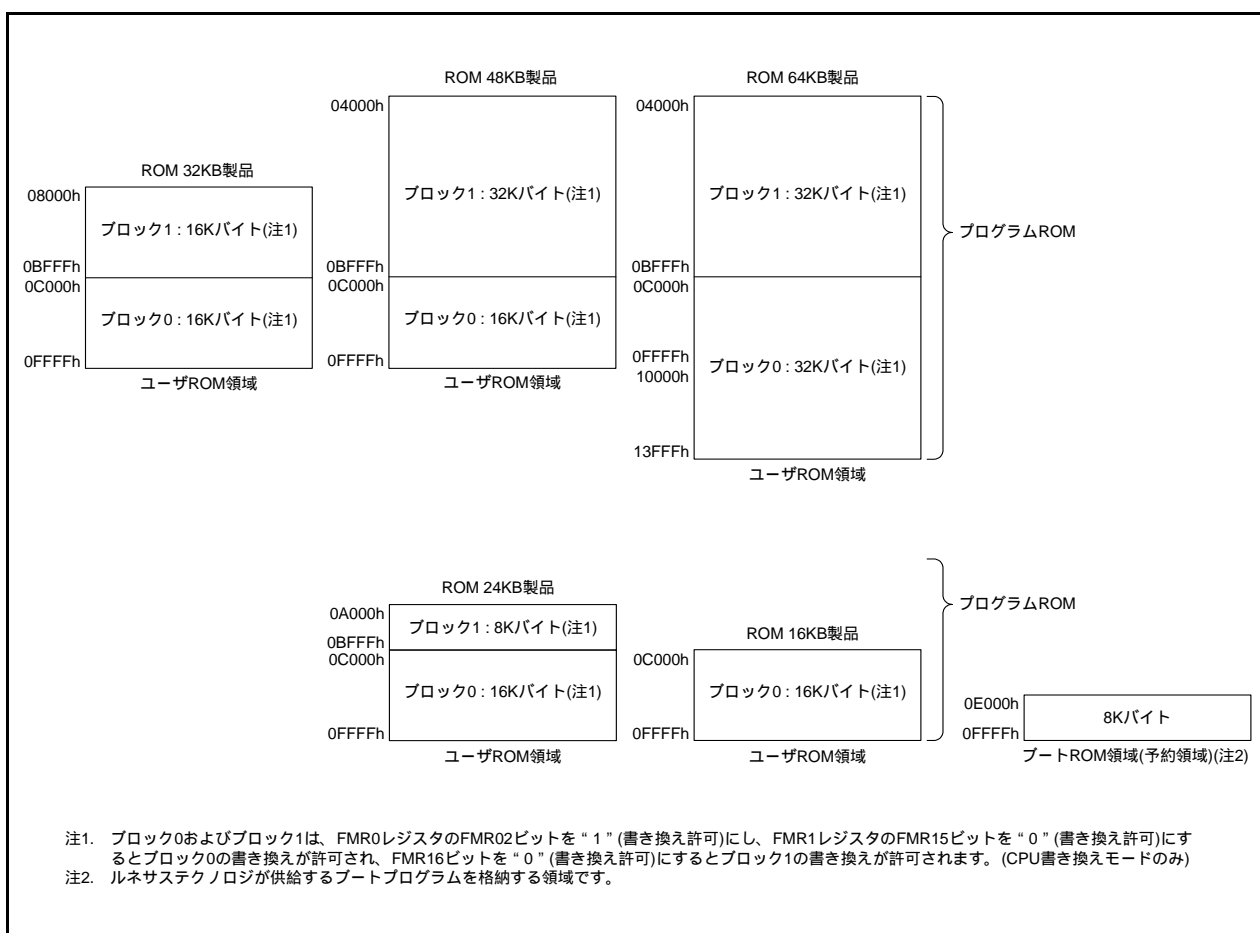 ROM 32KB製品
08000h
ブロック1 : 16Kバイト(注1)
0BFFFh
0C000h
ブロック0 : 16Kバイト(注1)
0FFFFh
ユーザROM領域
ROM 48KB製品
04000h
ブロック1 : 32Kバイト(注1)
0BFFFh
0C000h
ブロック0 : 16Kバイト(注1)
0FFFFh
ユーザROM領域
ROM 64KB製品
04000h
ブロック1 : 32Kバイト(注1)
0BFFFh
0C000h
0FFFFh
10000h
ブロック0 : 32Kバイト(注1)
13FFFh
ユーザROM領域
プログラムROM
ROM 24KB製品
0A000h
ブロック1 : 8Kバイト(注1)
0BFFFh
0C000h
ブロック0 : 16Kバイト(注1)
0FFFFh
ユーザROM領域
ROM 16KB製品
0C000h
ブロック0 : 16Kバイト(注1)
0FFFFh
ユーザROM領域
プログラムROM
0E000h
8Kバイト
0FFFFh
ブートROM領域(予約領域)(注2)
注1. ブロック0およびブロック1は、FMR0レジスタのFMR02ビットを“1”(書き換え許可)にし、FMR1レジスタのFMR15ビットを“0”(書き換え許可)にす
るとブロック0の書き換えが許可され、FMR16ビットを“0”(書き換え許可)にするとブロック1の書き換えが許可されます。(CPU書き換えモードのみ)
注2. ルネサステクノロジが供給するブートプログラムを格納する領域です。